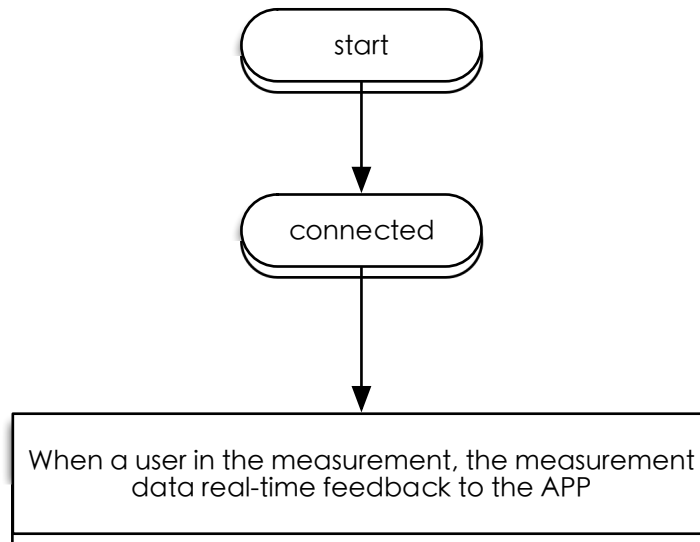 start
connected
When a user in the measurement, the measurement
data real-time feedback to the APP